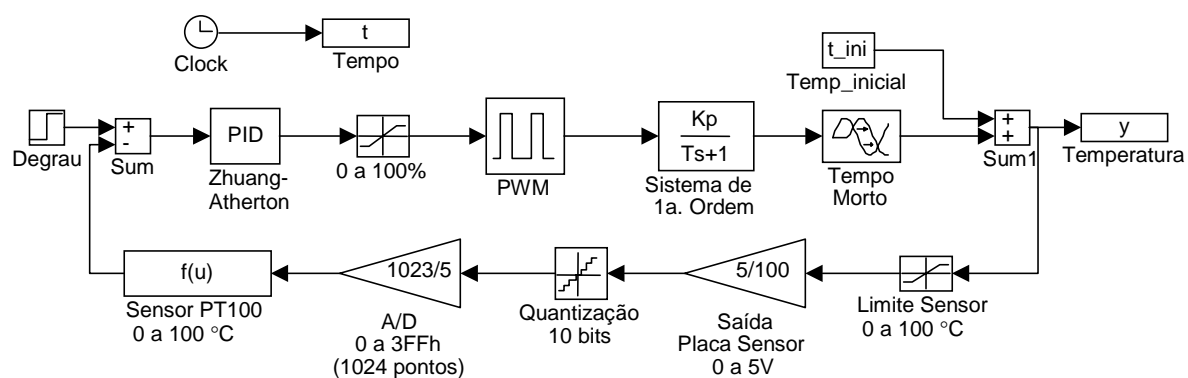 t
Clock
Tempo
t_ini
Temp_inicial
Degrau
+
-
Sum
PID
Zhuang-
Atherton
0 a 100%
PWM
Kp
Ts+1
Sistema de
1a. Ordem
Tempo
Morto
+
+
Sum1
y
Temperatura
f(u)
Sensor PT100
0 a 100 °C
1023/5
A/D
0 a 3FFh
(1024 pontos)
Quantização
10 bits
5/100
Saída
Placa Sensor
0 a 5V
Limite Sensor
0 a 100 °C